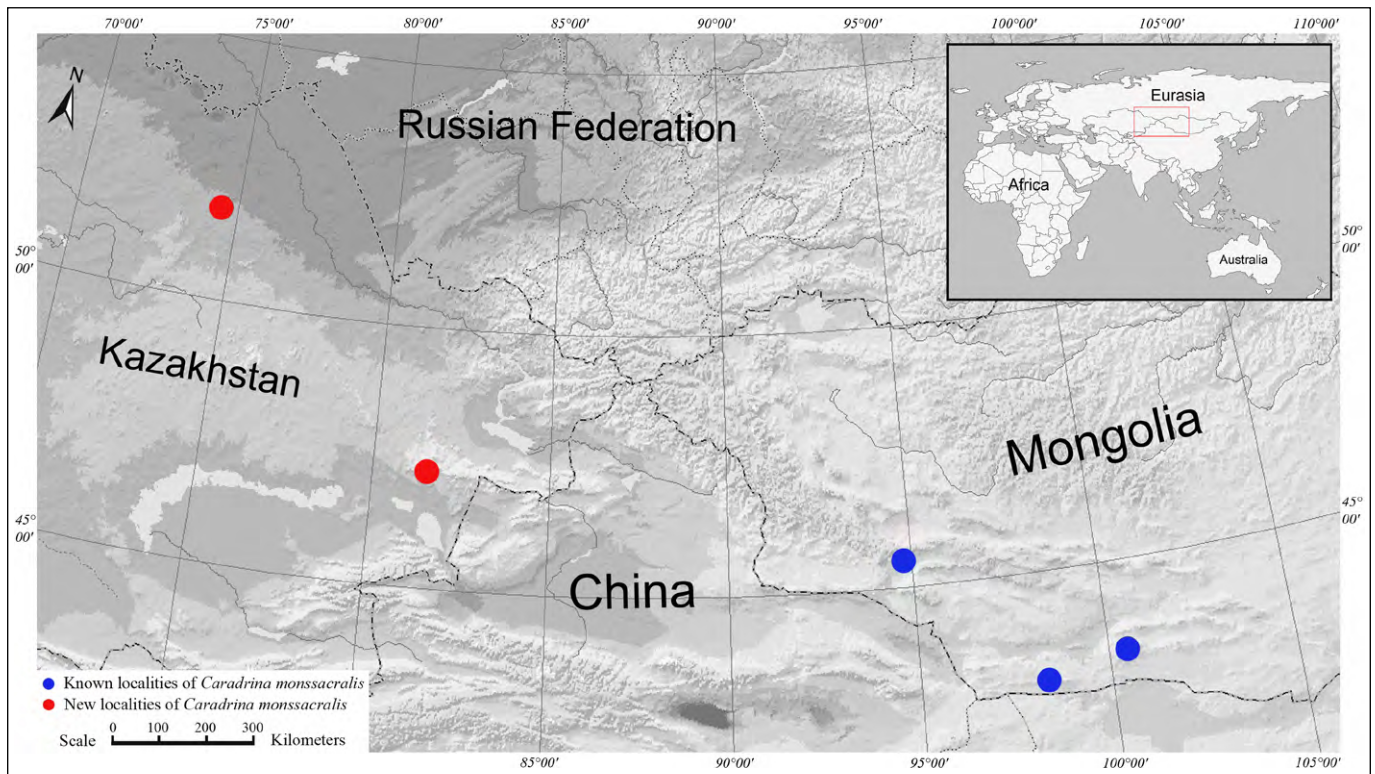 70°00' 75°00' 80°00' 85°00' 90°00' 95°00' 100°00' 105°00' 110°00'
N
Russian Federation
Eurasia
Africa
Australia
50°
00'
50°
00'
Kazakhstan
Mongolia
45°
00'
45°
00'
China
Known localities of Caradrina monssacralis
New localities of Caradrina monssacralis
Scale 0 100 200 300 Kilometers
85°00' 90°00' 95°00' 100°00' 105°00'